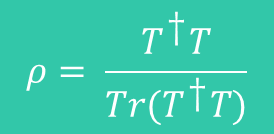 ρ = T†T / Tr(T†T)